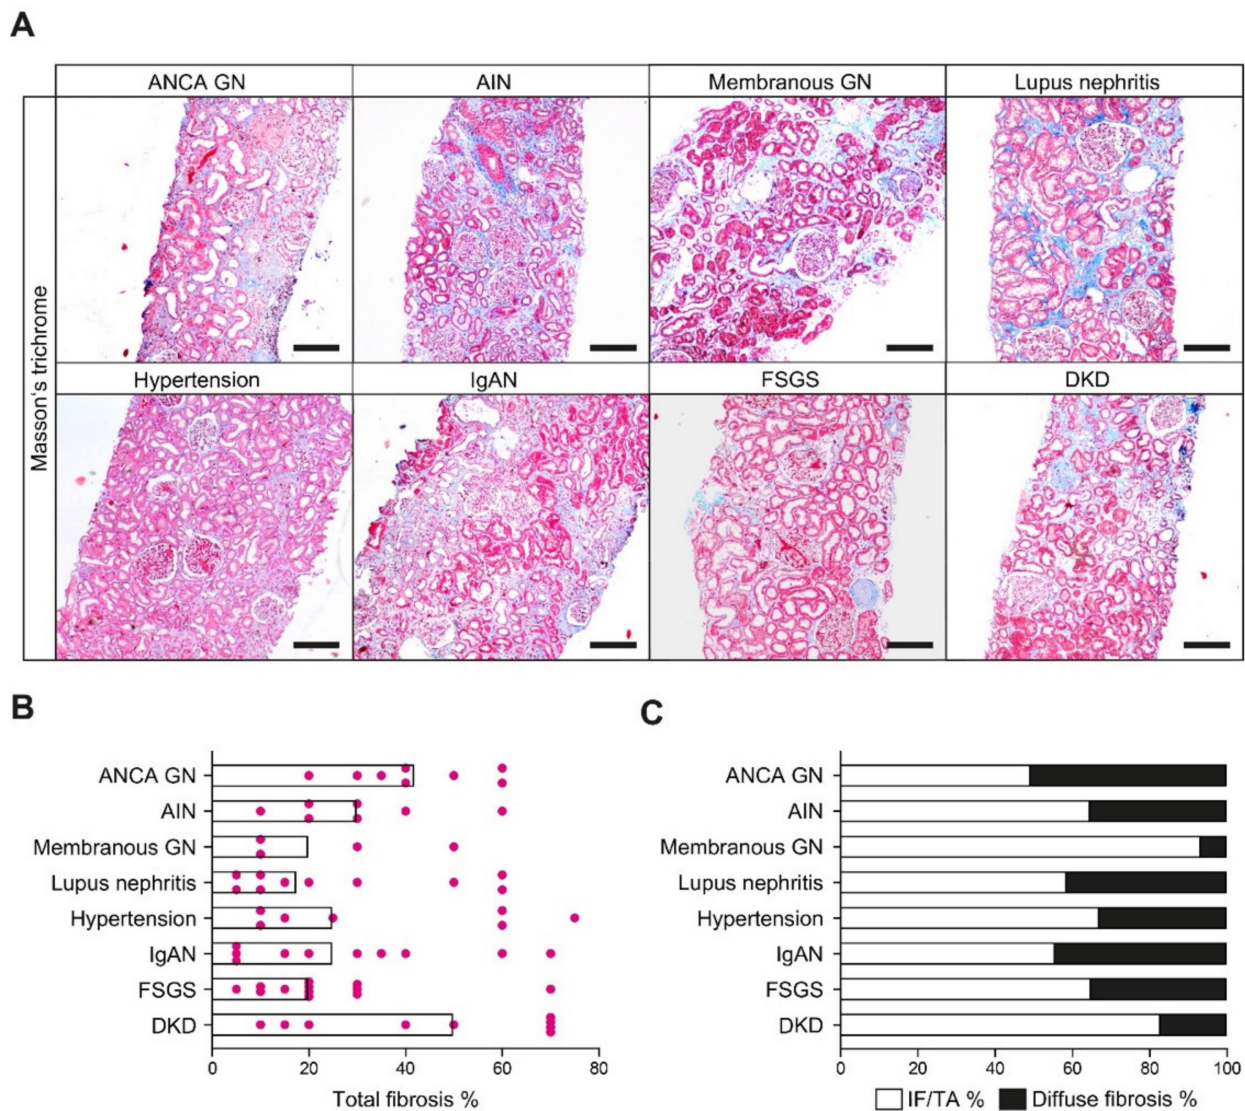 A
ANCA GN AIN Membranous GN Lupus nephritis
Masson's trichrome
Hypertension IgAN FSGS DKD
B
ANCA GN
AIN
Membranous GN
Lupus nephritis
Hypertension
IgAN
FSGS
DKD
0 20 40 60 80
Total fibrosis %
C
ANCA GN
AIN
Membranous GN
Lupus nephritis
Hypertension
IgAN
FSGS
DKD
0 20 40 60 80 100
IF/TA % Diffuse fibrosis %